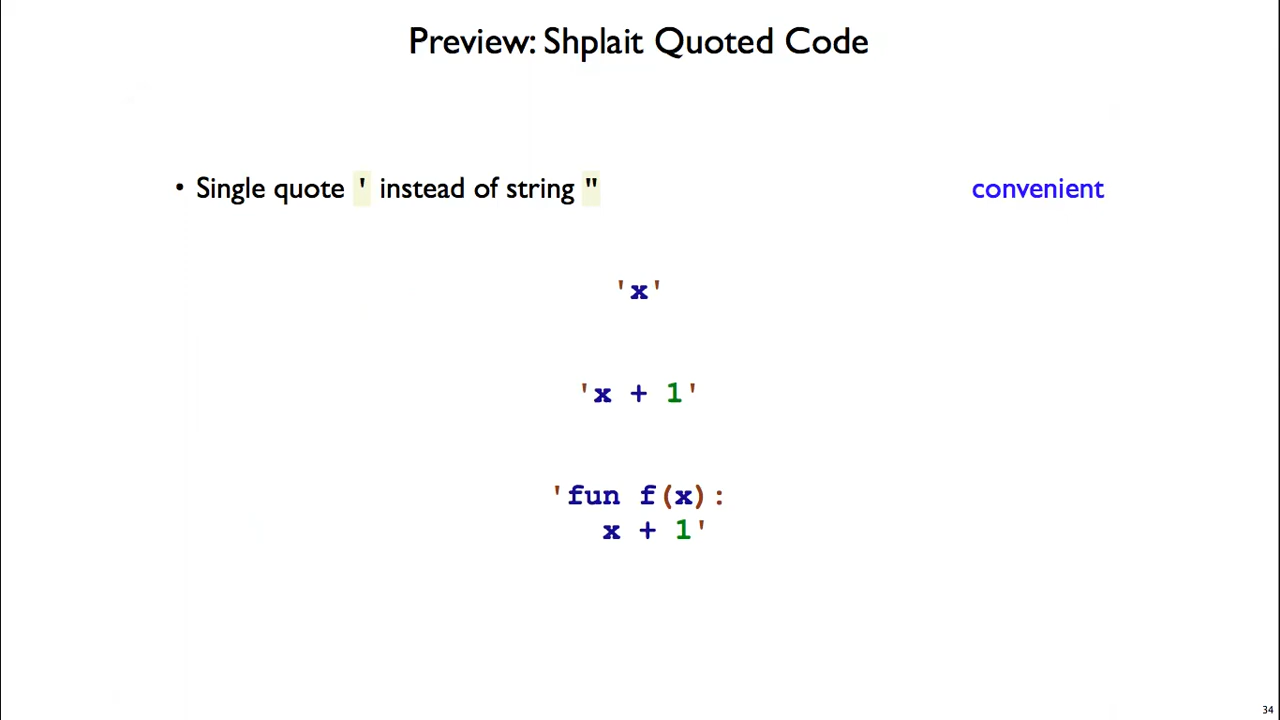 Preview: Shplait Quoted Code
• Single quote ' instead of string " convenient
'x'
'x + 1'
'fun f(x):
x + 1'
34